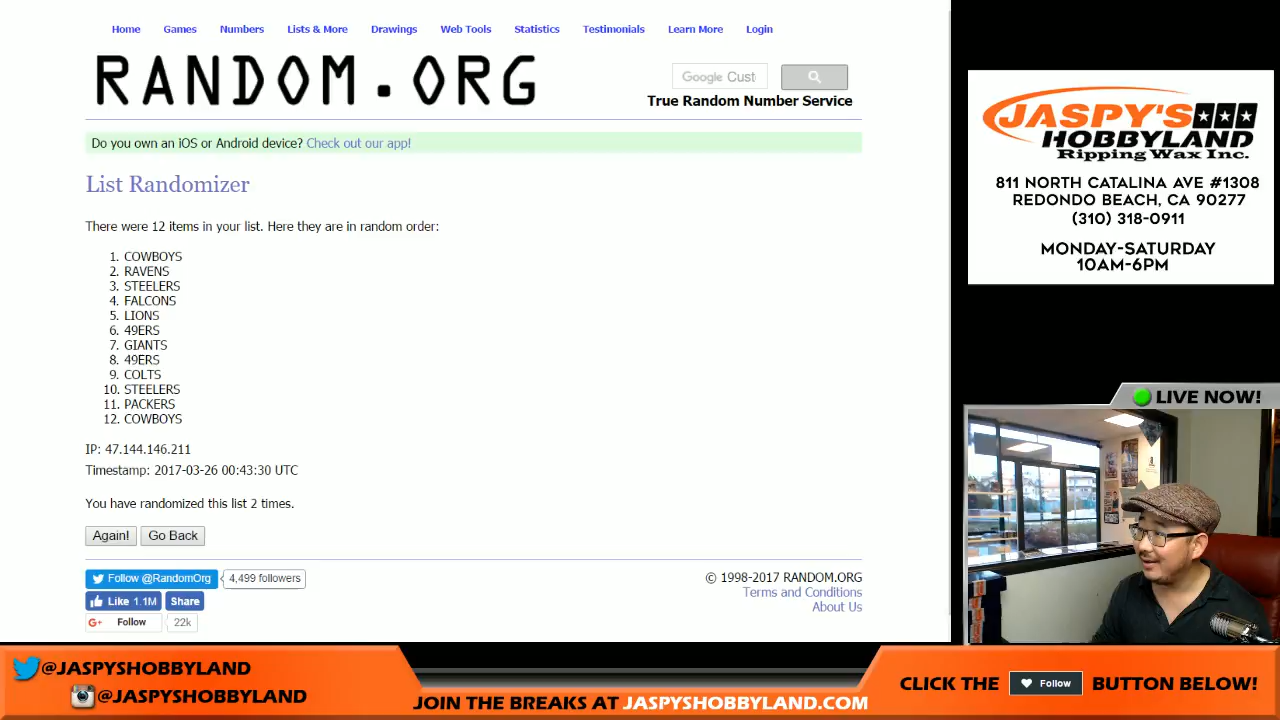 Home Games Numbers Lists & More Drawings Web Tools Statistics Testimonials Learn More Login
RANDOM.ORG
Google Cust
True Random Number Service
Do you own an iOS or Android device? Check out our app!
List Randomizer
There were 12 items in your list. Here they are in random order:
1. COWBOYS
2. RAVENS
3. STEELERS
4. FALCONS
5. LIONS
6. 49ERS
7. GIANTS
8. 49ERS
9. COLTS
10. STEELERS
11. PACKERS
12. COWBOYS
IP: 47.144.146.211
Timestamp: 2017-03-26 00:43:30 UTC
You have randomized this list 2 times.
Again! Go Back
Follow @RandomOrg 4,499 followers
Like 1.1M Share
G+ Follow 22k
© 1998-2017 RANDOM.ORG
Terms and Conditions
About Us
JASPY'S
HOBBYLAND
Ripping Wax Inc.
811 NORTH CATALINA AVE #1308
REDONDO BEACH, CA 90277
(310) 318-0911
MONDAY-SATURDAY
10AM-6PM
LIVE NOW!
@JASPYSHOBBYLAND
@JASPYSHOBBYLAND
JOIN THE BREAKS AT JASPYSHOBBYLAND.COM
CLICK THE Follow BUTTON BELOW!